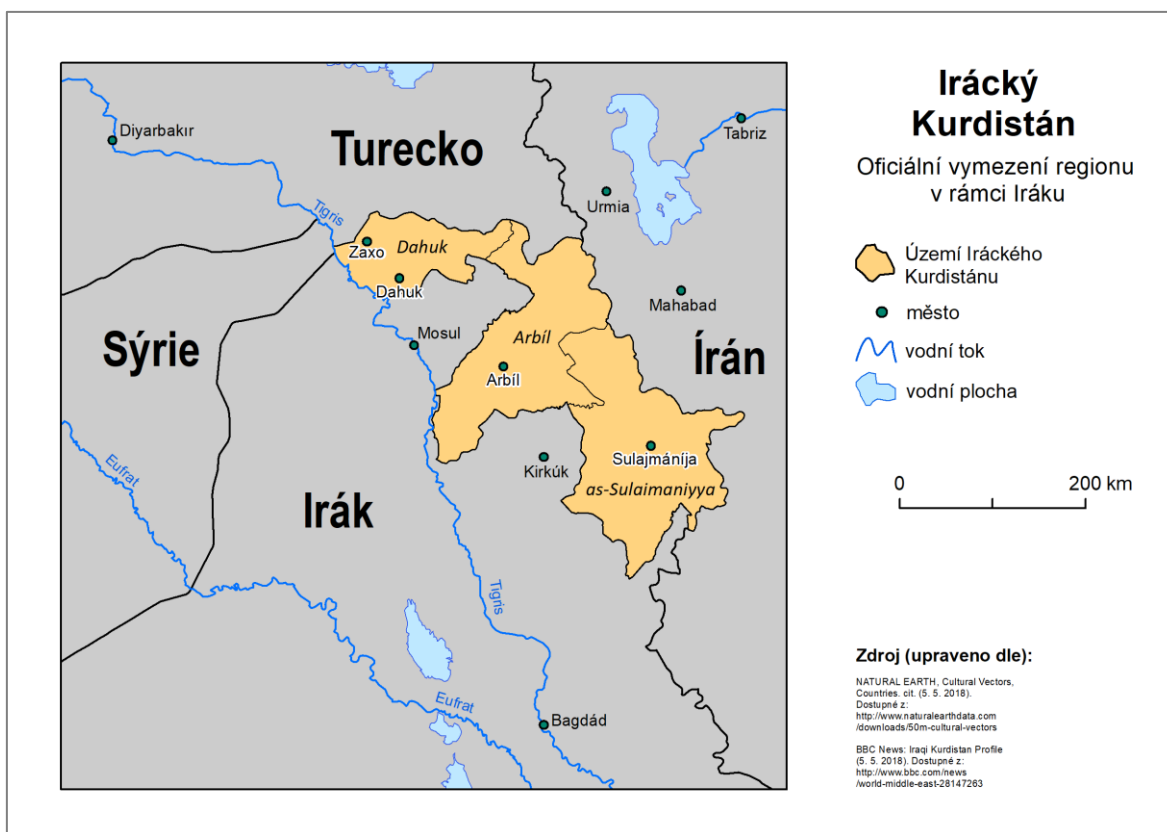 Irácký
Kurdistán
Oficiální vymezení regionu
v rámci Iráku
Území Iráckého
Kurdistánu
město
vodní tok
vodní plocha
0 200 km
Zdroj (upraveno dle):
NATURAL EARTH, Cultural Vectors,
Countries. cit. (5. 5. 2018).
Dostupné z:
http://www.naturalearthdata.com
/downloads/50m-cultural-vectors
BBC News: Iraqi Kurdistan Profile
(5. 5. 2018). Dostupné z:
http://www.bbc.com/news
/world-middle-east-28147263
Diyarbakır
Turecko
Tabriz
Urmia
Tigris
Zaxo
Dahuk
Dahuk
Mahabad
Sýrie
Mosul
Arbíl
Írán
Arbíl
Eufrat
Kirkúk
Sulajmáníja
as-Sulaimaniyya
Irák
Tigris
Eufrat
Bagdád